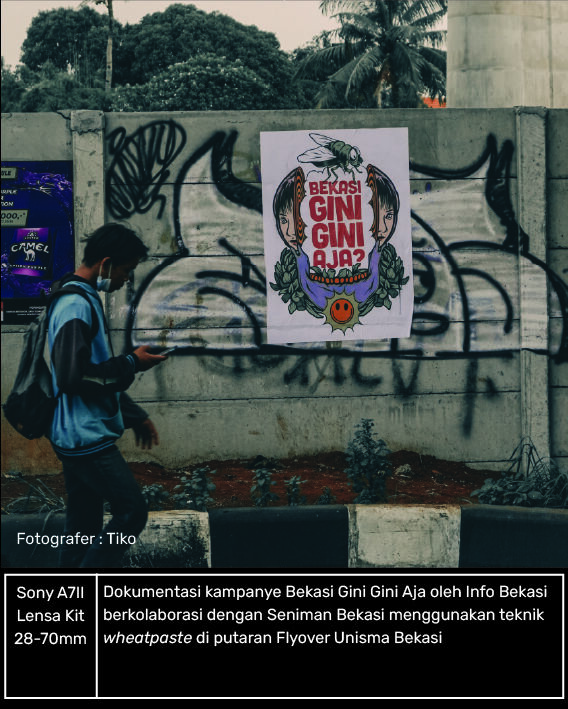 BEKASI
GINI
GINI
AJA?
000,-
CAMEL
Fotografer : Tiko
Sony A7II
Lensa Kit
28-70mm
Dokumentasi kampanye Bekasi Gini Gini Aja oleh Info Bekasi
berkolaborasi dengan Seniman Bekasi menggunakan teknik
wheatpaste di putaran Flyover Unisma Bekasi